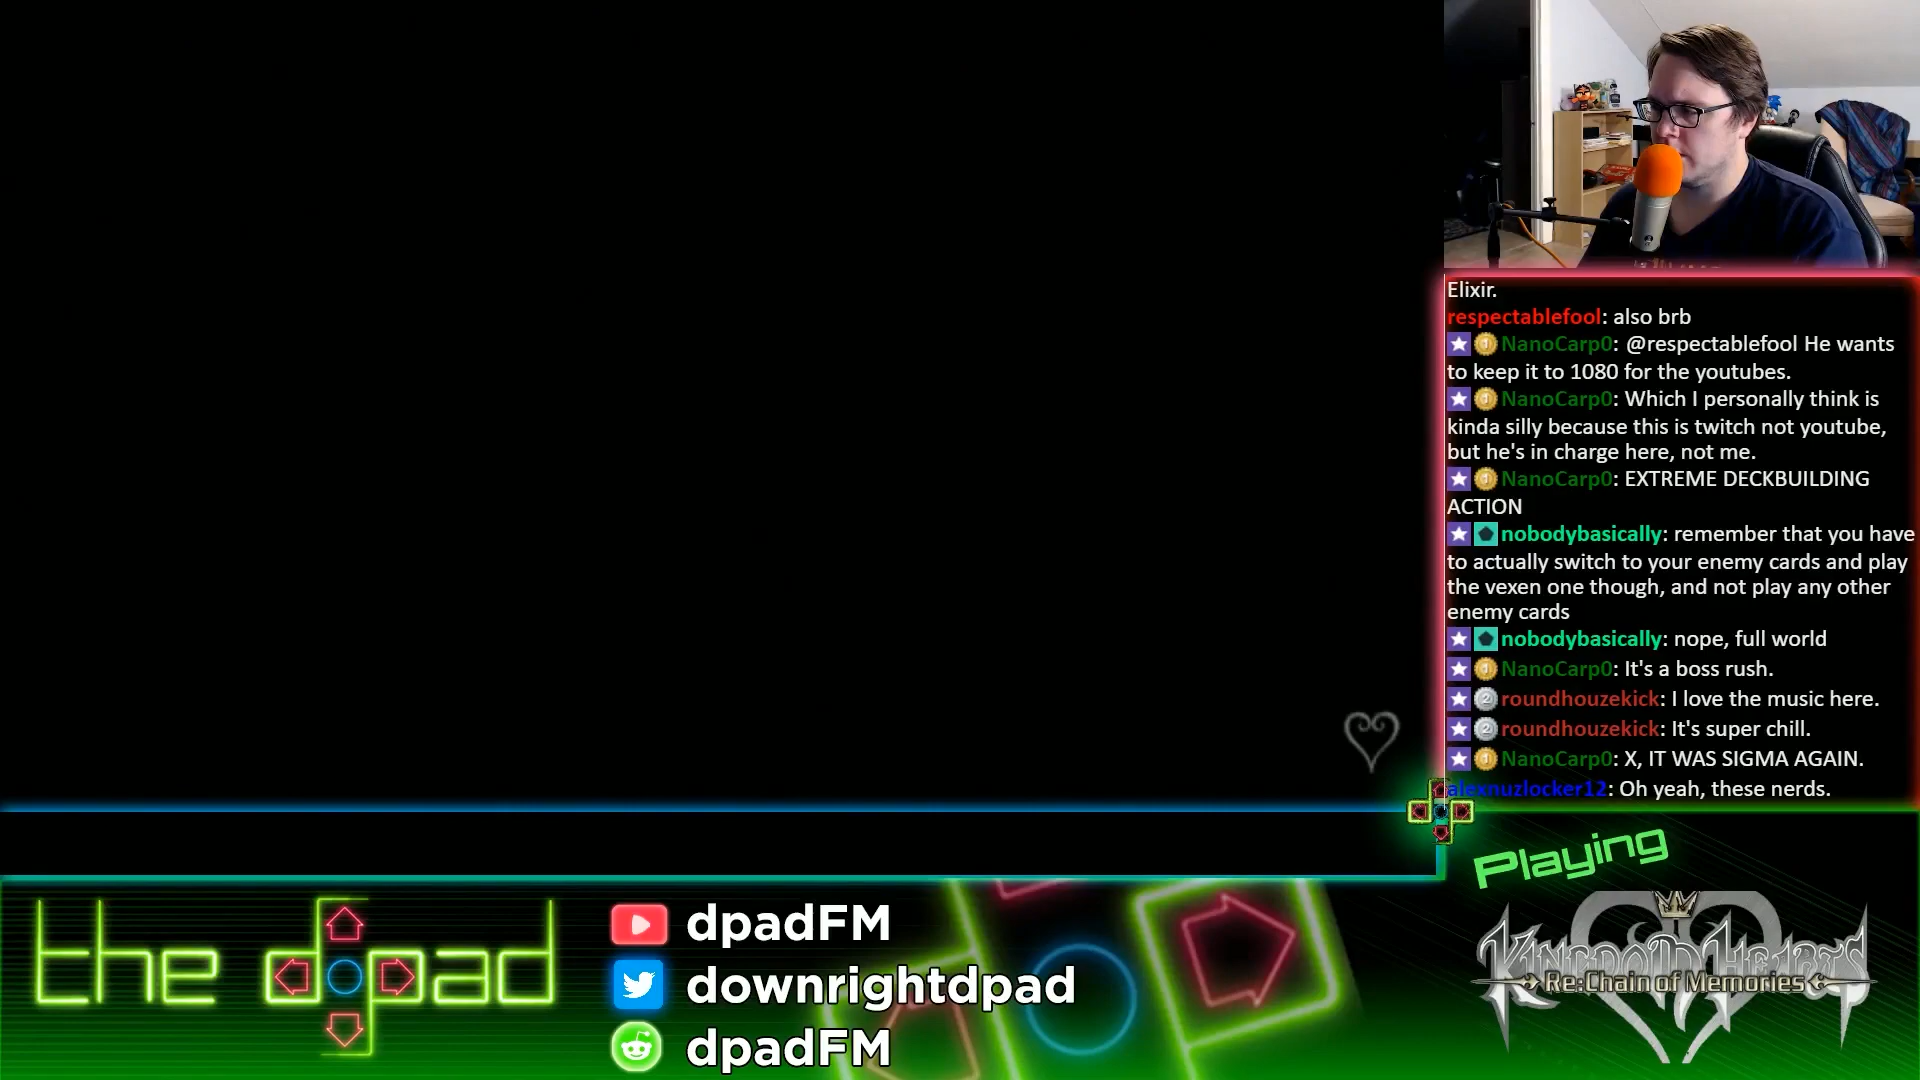 Elixir.
respectablefool: also brb
NanoCarp0: @respectablefool He wants
to keep it to 1080 for the youtubes.
NanoCarp0: Which I personally think is
kinda silly because this is twitch not youtube,
but he's in charge here, not me.
NanoCarp0: EXTREME DECKBUILDING
ACTION
nobodybasically: remember that you have
to actually switch to your enemy cards and play
the vexen one though, and not play any other
enemy cards
nobodybasically: nope, full world
NanoCarp0: It's a boss rush.
roundhouzekick: I love the music here.
roundhouzekick: It's super chill.
NanoCarp0: X, IT WAS SIGMA AGAIN.
alexnuzlocker12: Oh yeah, these nerds.
Playing
KINGDOM HEARTS
Re:Chain of Memories
the dpad
dpadFM
downrightdpad
dpadFM